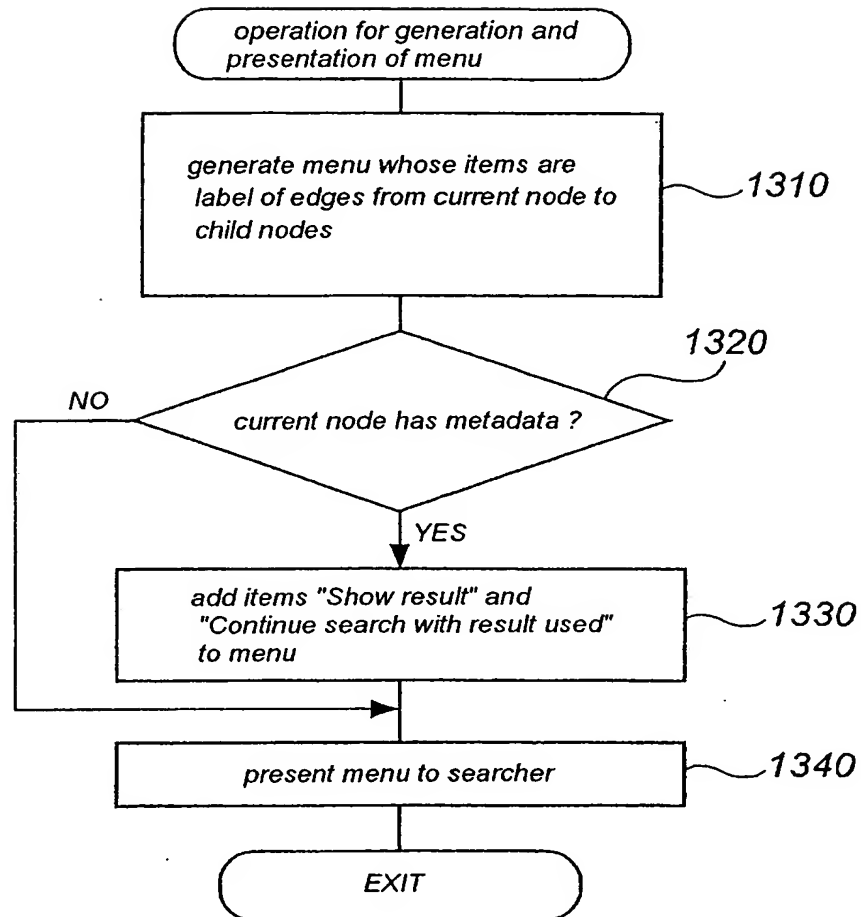 operation for generation and
presentation of menu
generate menu whose items are
label of edges from current node to
child nodes
1310
1320
NO
current node has metadata ?
YES
add items "Show result" and
"Continue search with result used"
to menu
1330
present menu to searcher
1340
EXIT